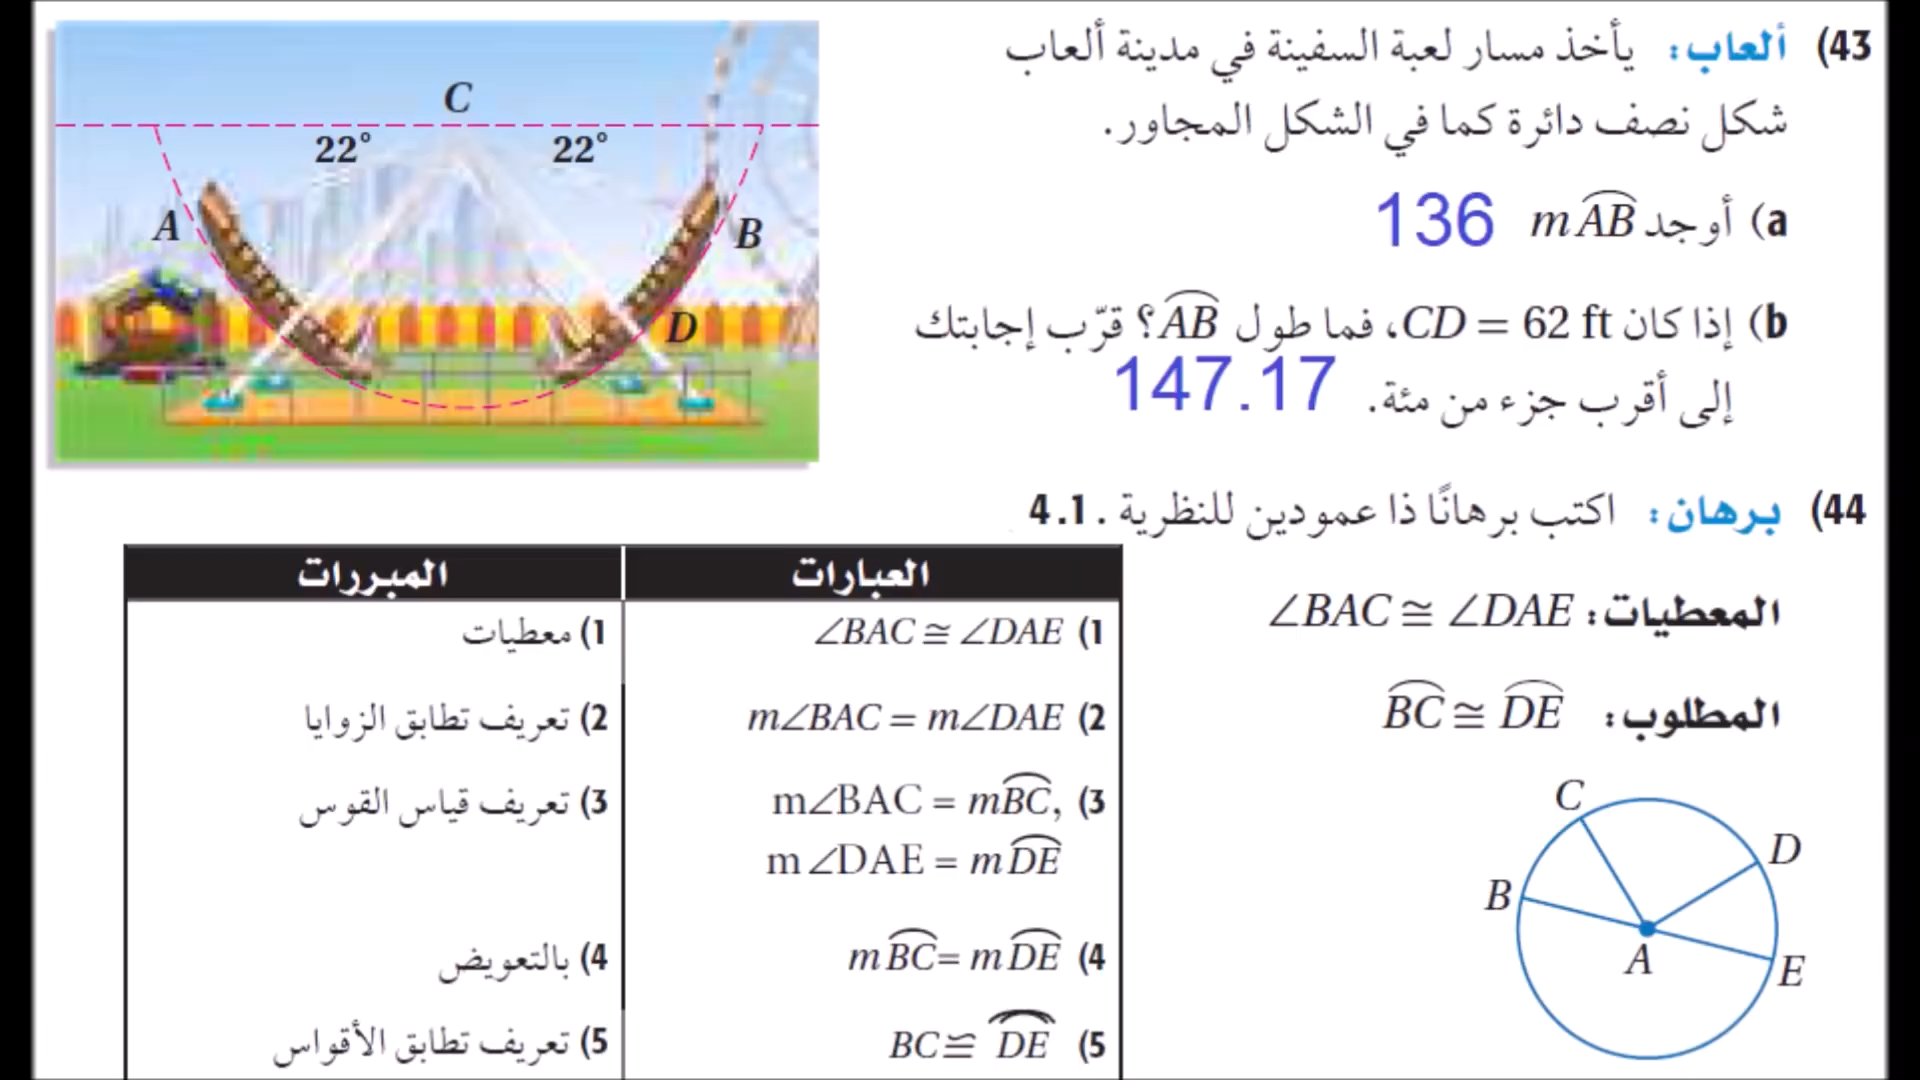 43) ألعاب: يأخذ مسار لعبة السفينة في مدينة ألعاب
شكل نصف دائرة كما في الشكل المجاور.
a) أوجد mAB 136
b) إذا كان CD = 62 ft، فما طول AB؟ قرّب إجابتك
إلى أقرب جزء من مئة. 147.17
C
22° 22°
A
B
D
44) برهان: اكتب برهانًا ذا عمودين للنظرية 4.1.
المعطيات: ∠BAC ≅ ∠DAE
المطلوب: BC ≅ DE
C
D
B
A
E
العبارات المبررات
1) ∠BAC ≅ ∠DAE 1) معطيات
2) m∠BAC = m∠DAE 2) تعريف تطابق الزوايا
3) m∠BAC = mBC, 3) تعريف قياس القوس
m∠DAE = mDE
4) mBC = mDE 4) بالتعويض
5) BC ≅ DE 5) تعريف تطابق الأقواس